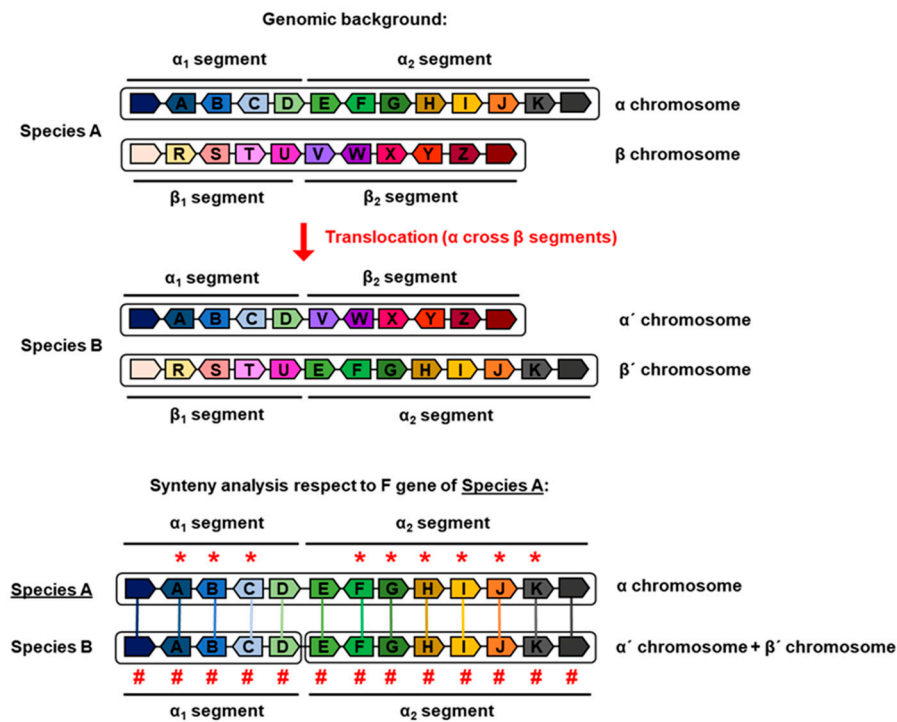 Genomic background:
α₁ segment α₂ segment
A B C D E F G H I J K α chromosome
Species A
R S T U V W X Y Z β chromosome
β₁ segment β₂ segment
Translocation (α cross β segments)
α₁ segment β₂ segment
A B C D V W X Y Z α´ chromosome
Species B
R S T U E F G H I J K β´ chromosome
β₁ segment α₂ segment
Synteny analysis respect to F gene of Species A:
α₁ segment α₂ segment
* * * * * * * * *
Species A A B C D E F G H I J K α chromosome
Species B A B C D E F G H I J K α´ chromosome + β´ chromosome
# # # # # # # # # # # # #
α₁ segment α₂ segment